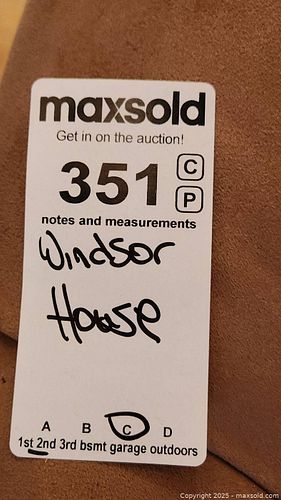 maxsold
Get in on the auction!
351 C
P
notes and measurements
Windsor
House
A B C D
1st 2nd 3rd bsmt garage outdoors
Copyright 2025 - maxsold.com